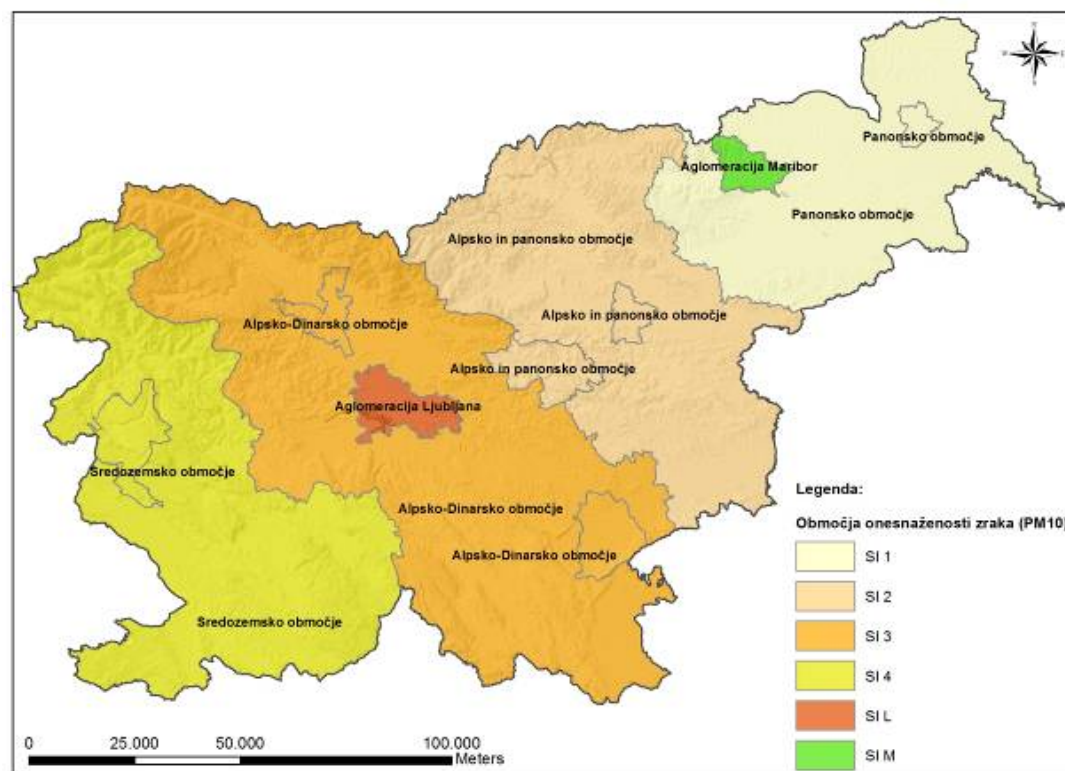 Panonsko območje
Aglomeracija Maribor
Panonsko območje
Alpsko in panonsko območje
Alpsko in panonsko območje
Alpsko-Dinarsko območje
Alpsko in panonsko območje
Aglomeracija Ljubljana
Sredozemsko območje
Alpsko-Dinarsko območje
Alpsko-Dinarsko območje
Sredozemsko območje
Legenda:
Območja onesnaženosti zraka (PM10)
SI 1
SI 2
SI 3
SI 4
SI L
SI M
0 25.000 50.000 100.000
Meters